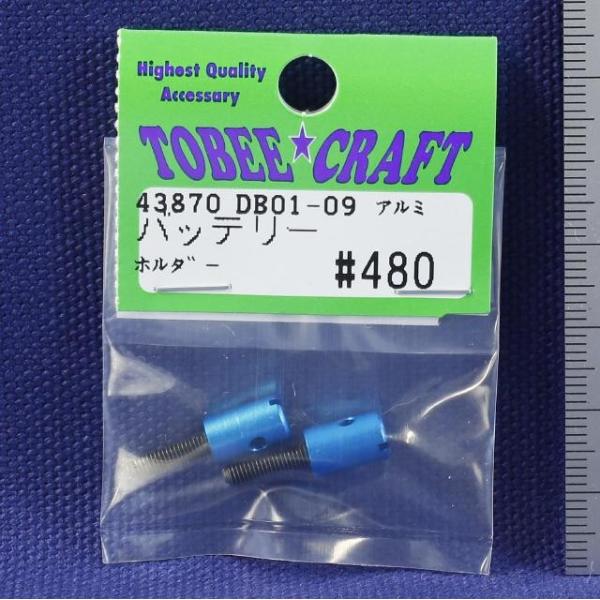 Highest Quality
Accessary
TOBEE★CRAFT
43870 DB01-09 アルミ
バッテリー
ホルダー
#480